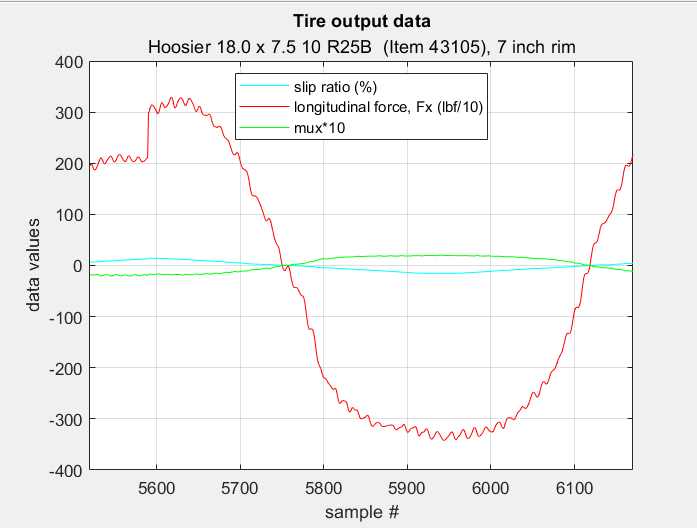 Tire output data
Hoosier 18.0 x 7.5 10 R25B  (Item 43105), 7 inch rim
400
300
200
100
0
-100
-200
-300
-400
data values
slip ratio (%)
longitudinal force, Fx (lbf/10)
mux*10
5600
5700
5800
5900
6000
6100
sample #